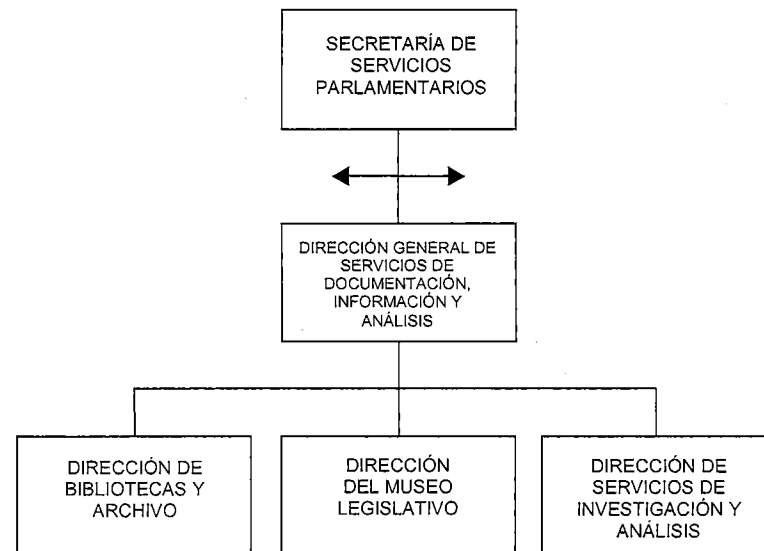 SECRETARÍA DE
SERVICIOS
PARLAMENTARIOS
DIRECCIÓN GENERAL DE
SERVICIOS DE
DOCUMENTACIÓN,
INFORMACIÓN Y
ANÁLISIS
DIRECCIÓN DE
BIBLIOTECAS Y
ARCHIVO
DIRECCIÓN
DEL MUSEO
LEGISLATIVO
DIRECCIÓN DE
SERVICIOS DE
INVESTIGACIÓN Y
ANÁLISIS